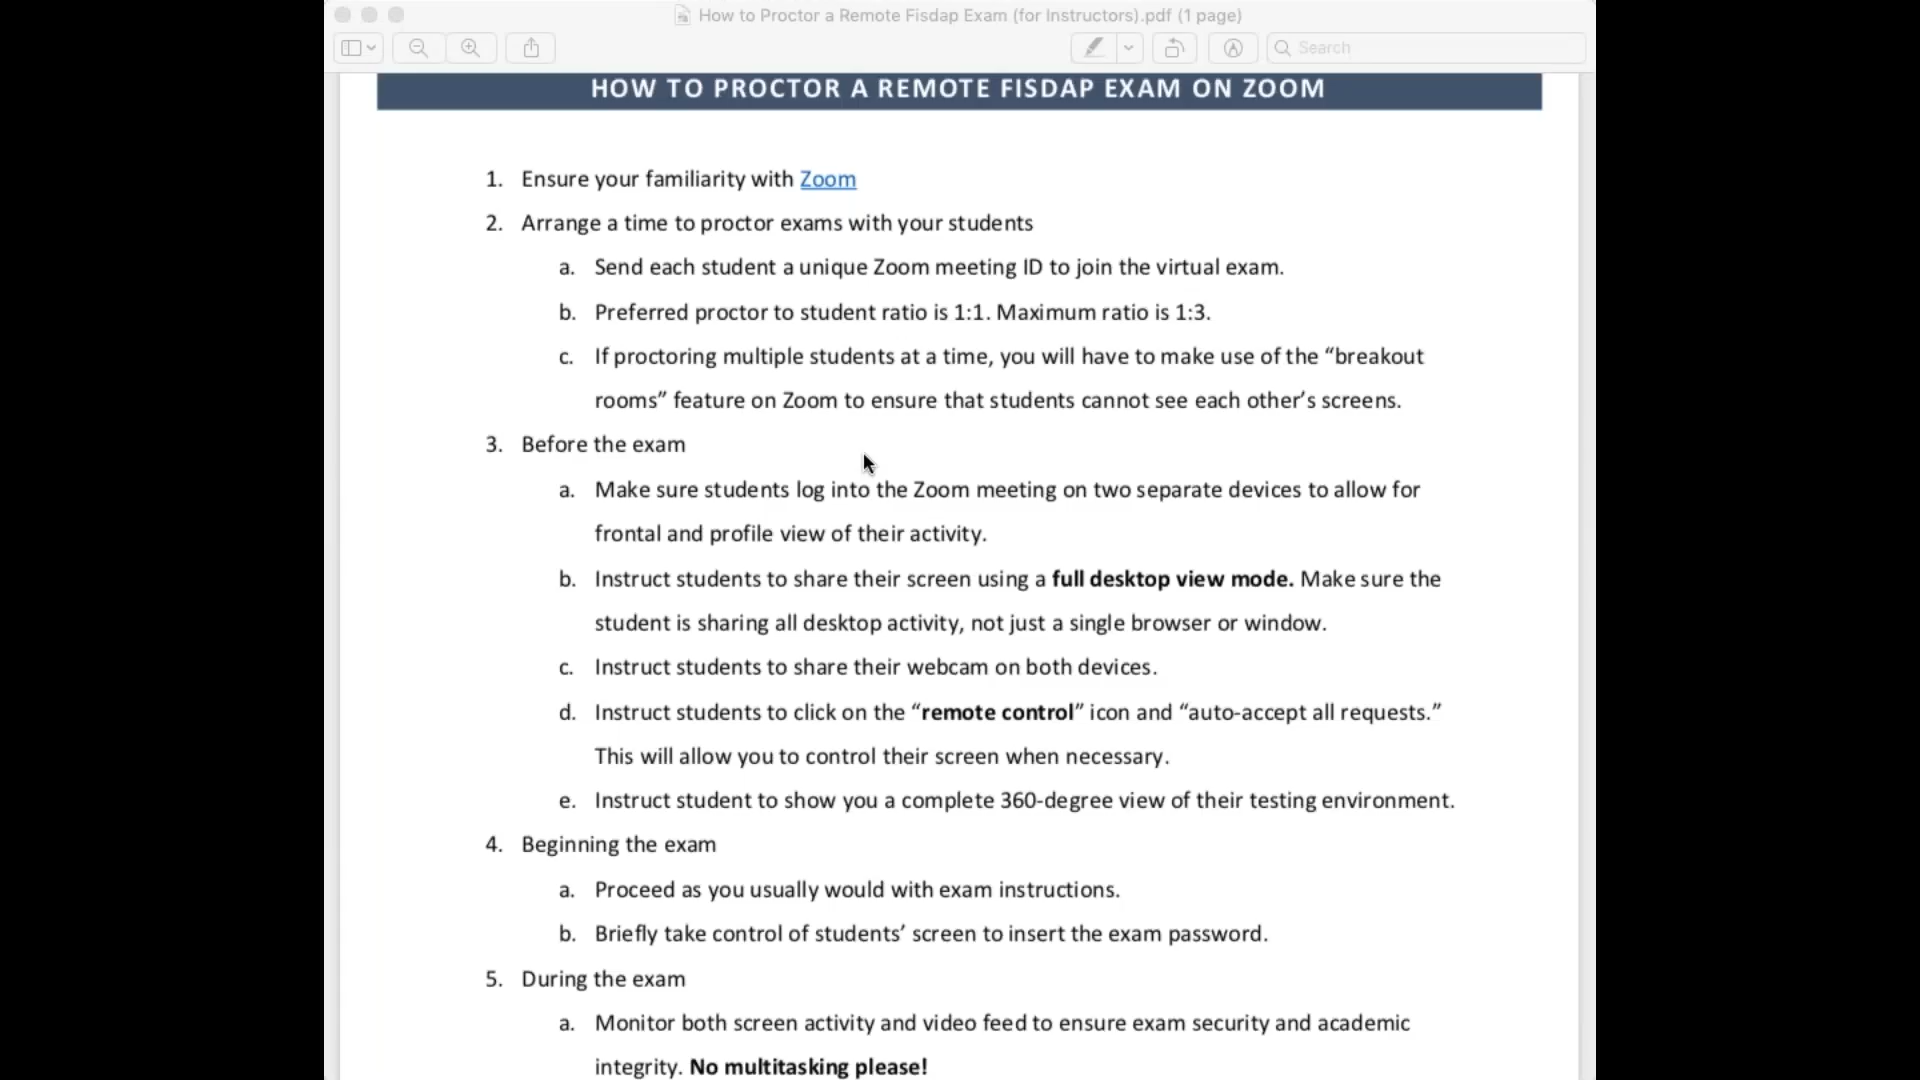 How to Proctor a Remote Fisdap Exam (for Instructors).pdf (1 page)
Search
HOW TO PROCTOR A REMOTE FISDAP EXAM ON ZOOM
1. Ensure your familiarity with Zoom
2. Arrange a time to proctor exams with your students
a. Send each student a unique Zoom meeting ID to join the virtual exam.
b. Preferred proctor to student ratio is 1:1. Maximum ratio is 1:3.
c. If proctoring multiple students at a time, you will have to make use of the “breakout
rooms” feature on Zoom to ensure that students cannot see each other’s screens.
3. Before the exam
a. Make sure students log into the Zoom meeting on two separate devices to allow for
frontal and profile view of their activity.
b. Instruct students to share their screen using a full desktop view mode. Make sure the
student is sharing all desktop activity, not just a single browser or window.
c. Instruct students to share their webcam on both devices.
d. Instruct students to click on the “remote control” icon and “auto-accept all requests.”
This will allow you to control their screen when necessary.
e. Instruct student to show you a complete 360-degree view of their testing environment.
4. Beginning the exam
a. Proceed as you usually would with exam instructions.
b. Briefly take control of students’ screen to insert the exam password.
5. During the exam
a. Monitor both screen activity and video feed to ensure exam security and academic
integrity. No multitasking please!